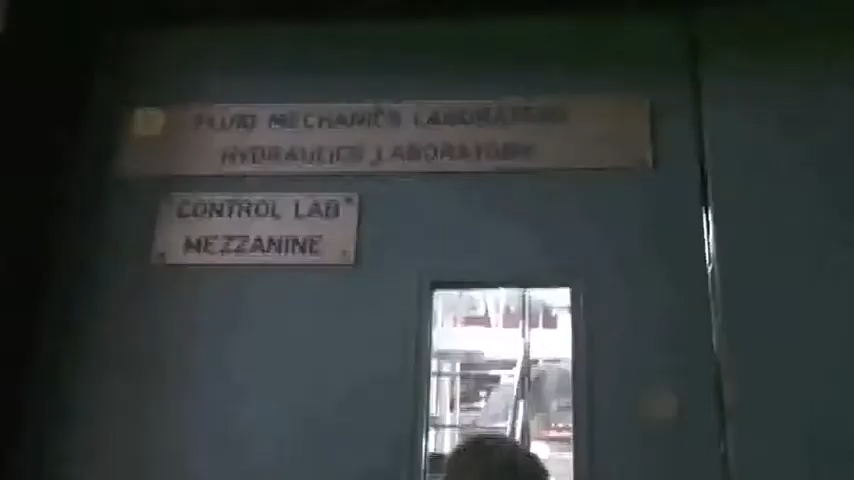 FLUID MECHANICS LABORATORY
HYDRAULICS LABORATORY
CONTROL LAB
MEZZANINE